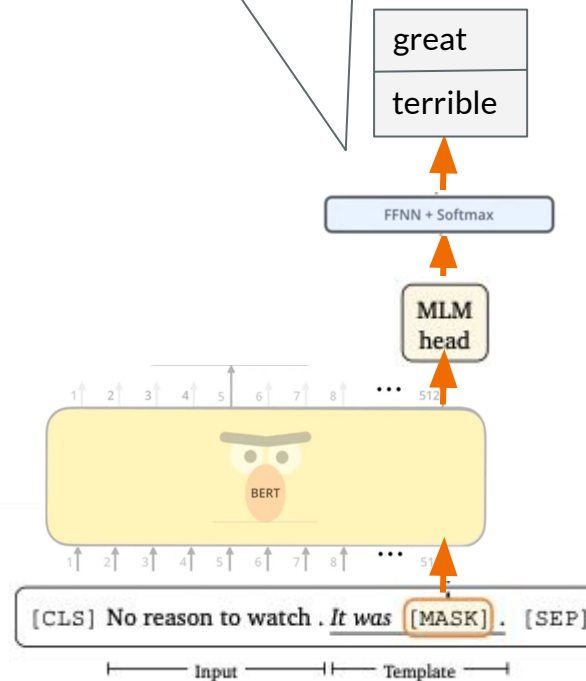 great
terrible
FFNN + Softmax
MLM
head
1 2 3 4 5 6 7 8 ... 512
BERT
1 2 3 4 5 6 7 8 ... 51
[CLS] No reason to watch . It was [MASK] . [SEP]
Input Template